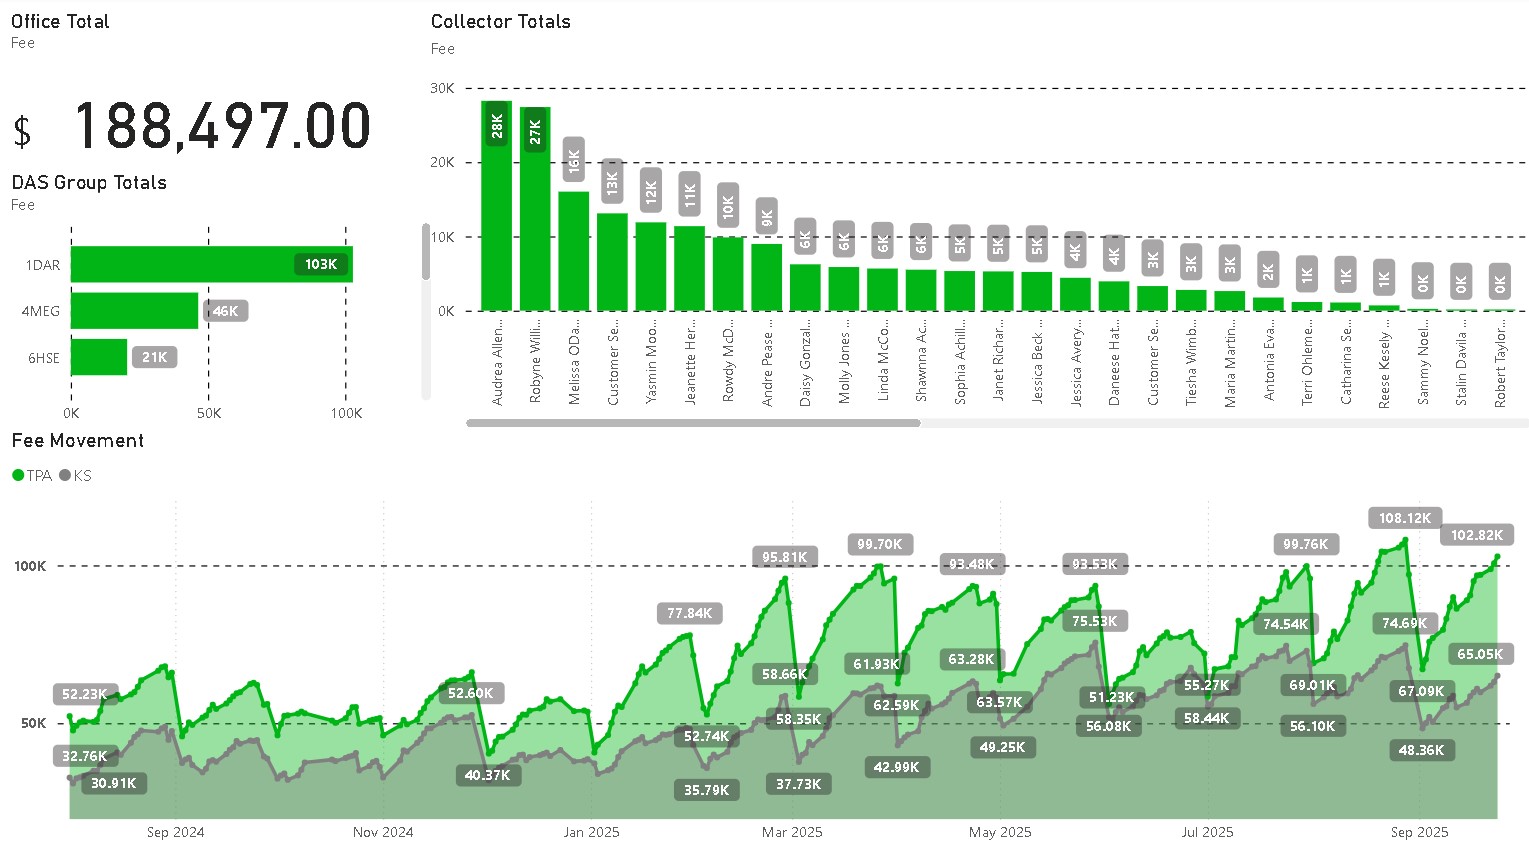 Office Total
Fee
$ 188,497.00
DAS Group Totals
Fee
1DAR
103K
4MEG
46K
6HSE
21K
0K
50K
100K
Collector Totals
Fee
30K
20K
10K
0K
28K
27K
16K
13K
12K
11K
10K
9K
6K
6K
6K
6K
5K
5K
5K
4K
4K
3K
3K
3K
2K
1K
1K
1K
0K
0K
0K
Audrea Allen...
Robyne Willi...
Melissa ODa...
Customer Se...
Yasmin Moo...
Jeanette Her...
Rowdy McD...
Andre Pease ...
Daisy Gonzal...
Molly Jones ...
Linda McCo...
Shawnna Ac...
Sophia Achill...
Janet Richar...
Jessica Beck ...
Jessica Avery...
Daneese Hat...
Customer Se...
Tiesha Wimb...
Maria Martin...
Antonia Eva...
Terri Ohleme...
Catharina Se...
Reese Kesely ...
Sammy Noel...
Stalin Davila ...
Robert Taylor...
Fee Movement
TPA KS
100K
50K
52.23K
32.76K
30.91K
52.60K
40.37K
77.84K
52.74K
35.79K
95.81K
58.66K
58.35K
37.73K
99.70K
61.93K
62.59K
42.99K
93.48K
63.28K
63.57K
49.25K
93.53K
75.53K
51.23K
56.08K
55.27K
58.44K
99.76K
74.54K
69.01K
56.10K
108.12K
74.69K
67.09K
48.36K
102.82K
65.05K
Sep 2024
Nov 2024
Jan 2025
Mar 2025
May 2025
Jul 2025
Sep 2025